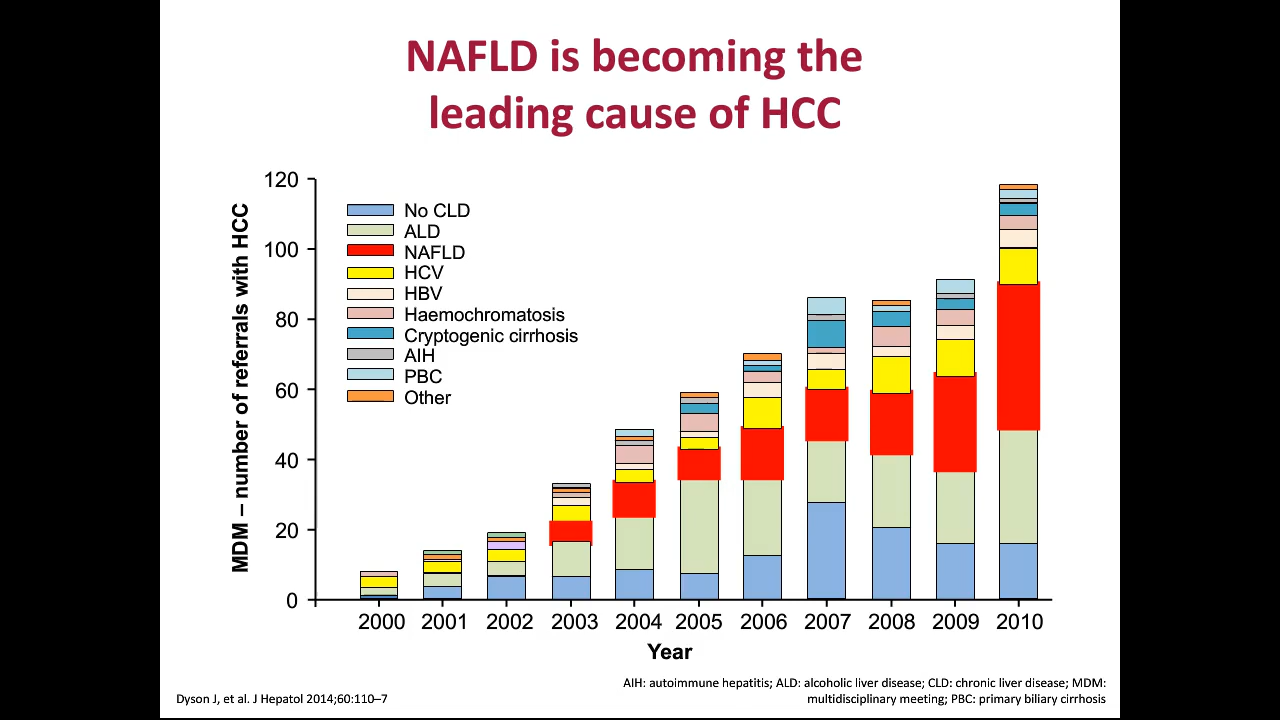 NAFLD is becoming the
leading cause of HCC
MDM – number of referrals with HCC
120
100
80
60
40
20
0
No CLD
ALD
NAFLD
HCV
HBV
Haemochromatosis
Cryptogenic cirrhosis
AIH
PBC
Other
2000 2001 2002 2003 2004 2005 2006 2007 2008 2009 2010
Year
AIH: autoimmune hepatitis; ALD: alcoholic liver disease; CLD: chronic liver disease; MDM:
multidisciplinary meeting; PBC: primary biliary cirrhosis
Dyson J, et al. J Hepatol 2014;60:110–7